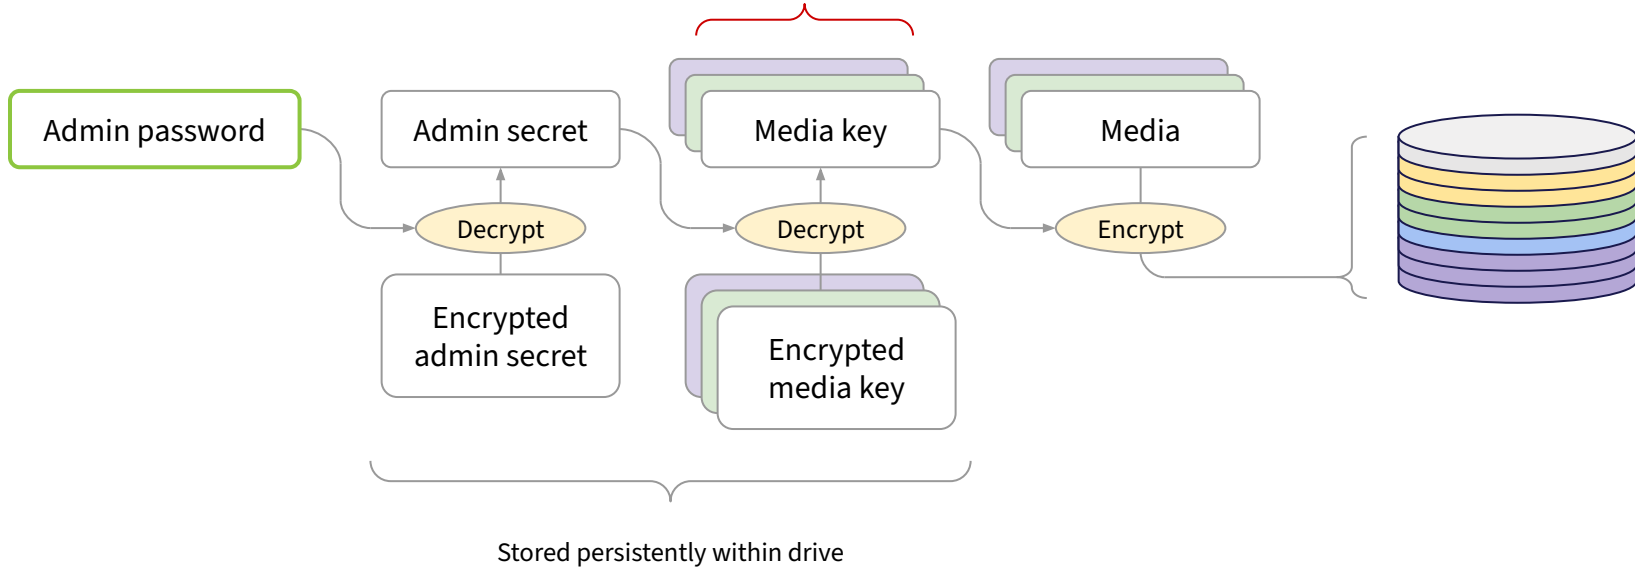 Admin password
Admin secret
Media key
Media
Decrypt
Decrypt
Encrypt
Encrypted
admin secret
Encrypted
media key
Stored persistently within drive